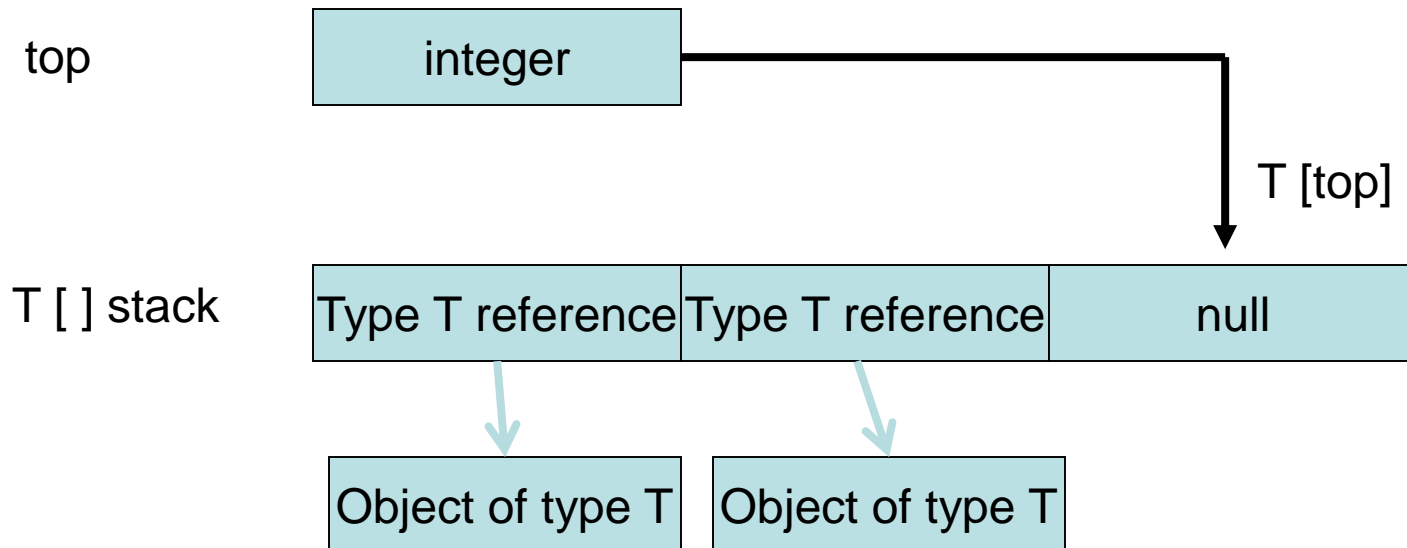 top
integer
T [top]
T [ ] stack
Type T reference
Type T reference
null
Object of type T
Object of type T